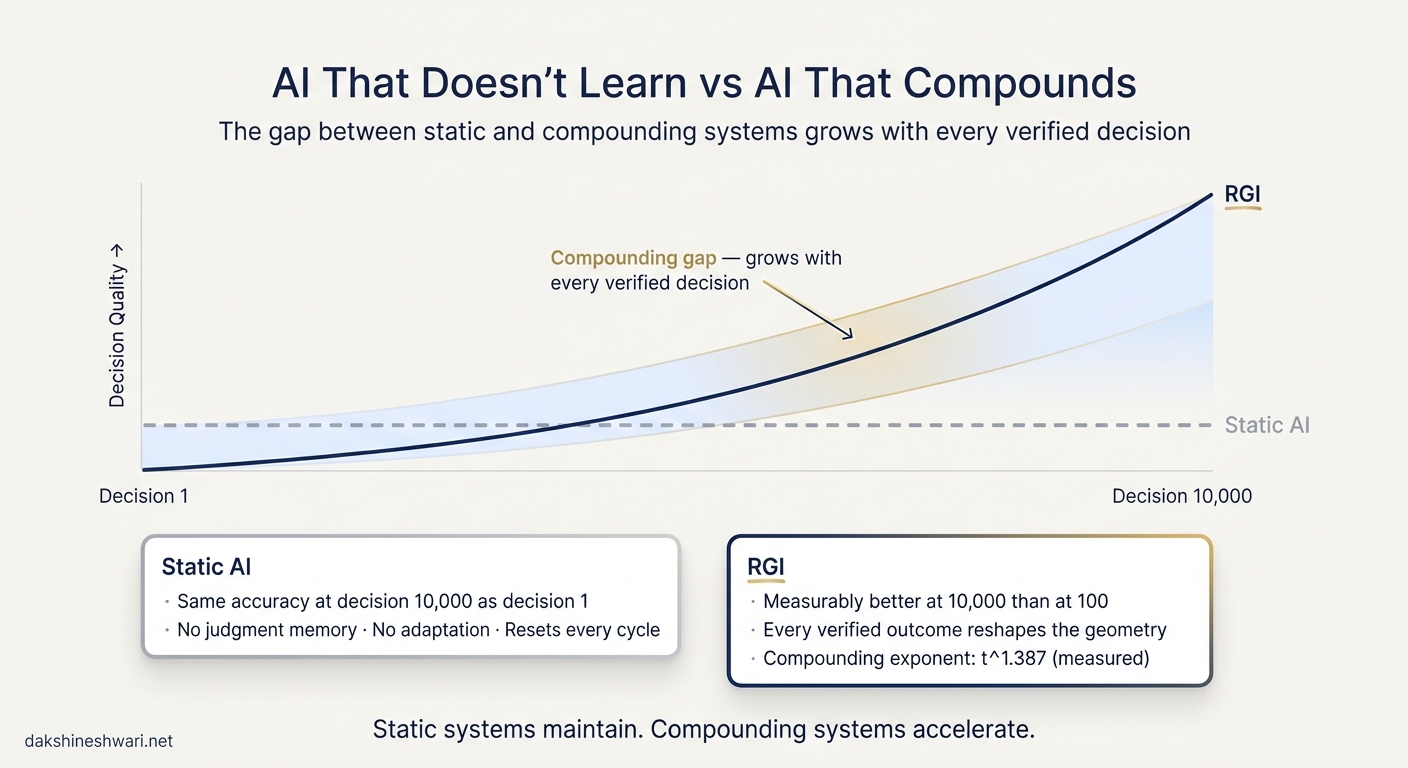 AI That Doesn’t Learn vs AI That Compounds
The gap between static and compounding systems grows with every verified decision
RGI
Compounding gap — grows with
every verified decision
Decision Quality →
Static AI
Decision 1
Decision 10,000
Static AI
· Same accuracy at decision 10,000 as decision 1
· No judgment memory · No adaptation · Resets every cycle
RGI
· Measurably better at 10,000 than at 100
· Every verified outcome reshapes the geometry
· Compounding exponent: t^1.387 (measured)
Static systems maintain. Compounding systems accelerate.
dakshineshwari.net